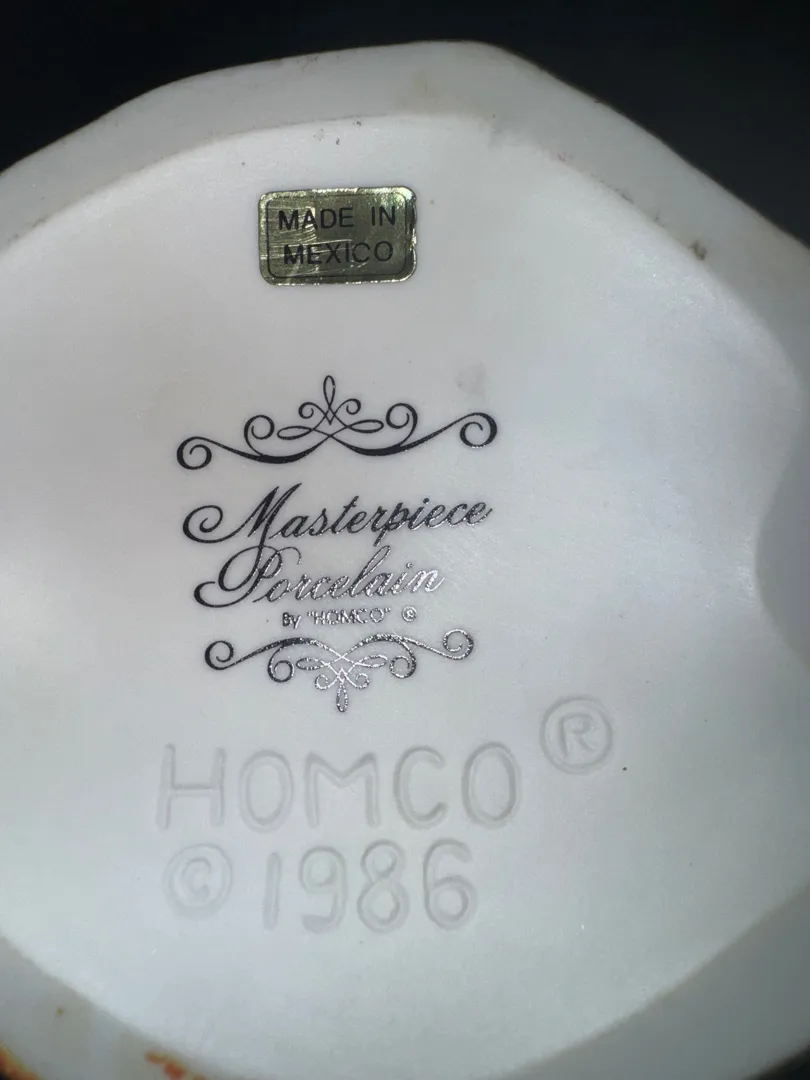 MADE IN
MEXICO
Masterpiece
Porcelain
By "HOMCO" ®
HOMCO®
©1986